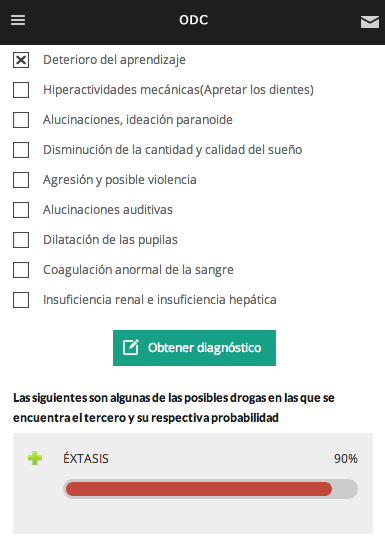 ODC
Deterioro del aprendizaje
Hiperactividades mecánicas(Apretar los dientes)
Alucinaciones, ideación paranoide
Disminución de la cantidad y calidad del sueño
Agresión y posible violencia
Alucinaciones auditivas
Dilatación de las pupilas
Coagulación anormal de la sangre
Insuficiencia renal e insuficiencia hepática
Obtener diagnóstico
Las siguientes son algunas de las posibles drogas en las que se
encuentra el tercero y su respectiva probabilidad
ÉXTASIS 90%